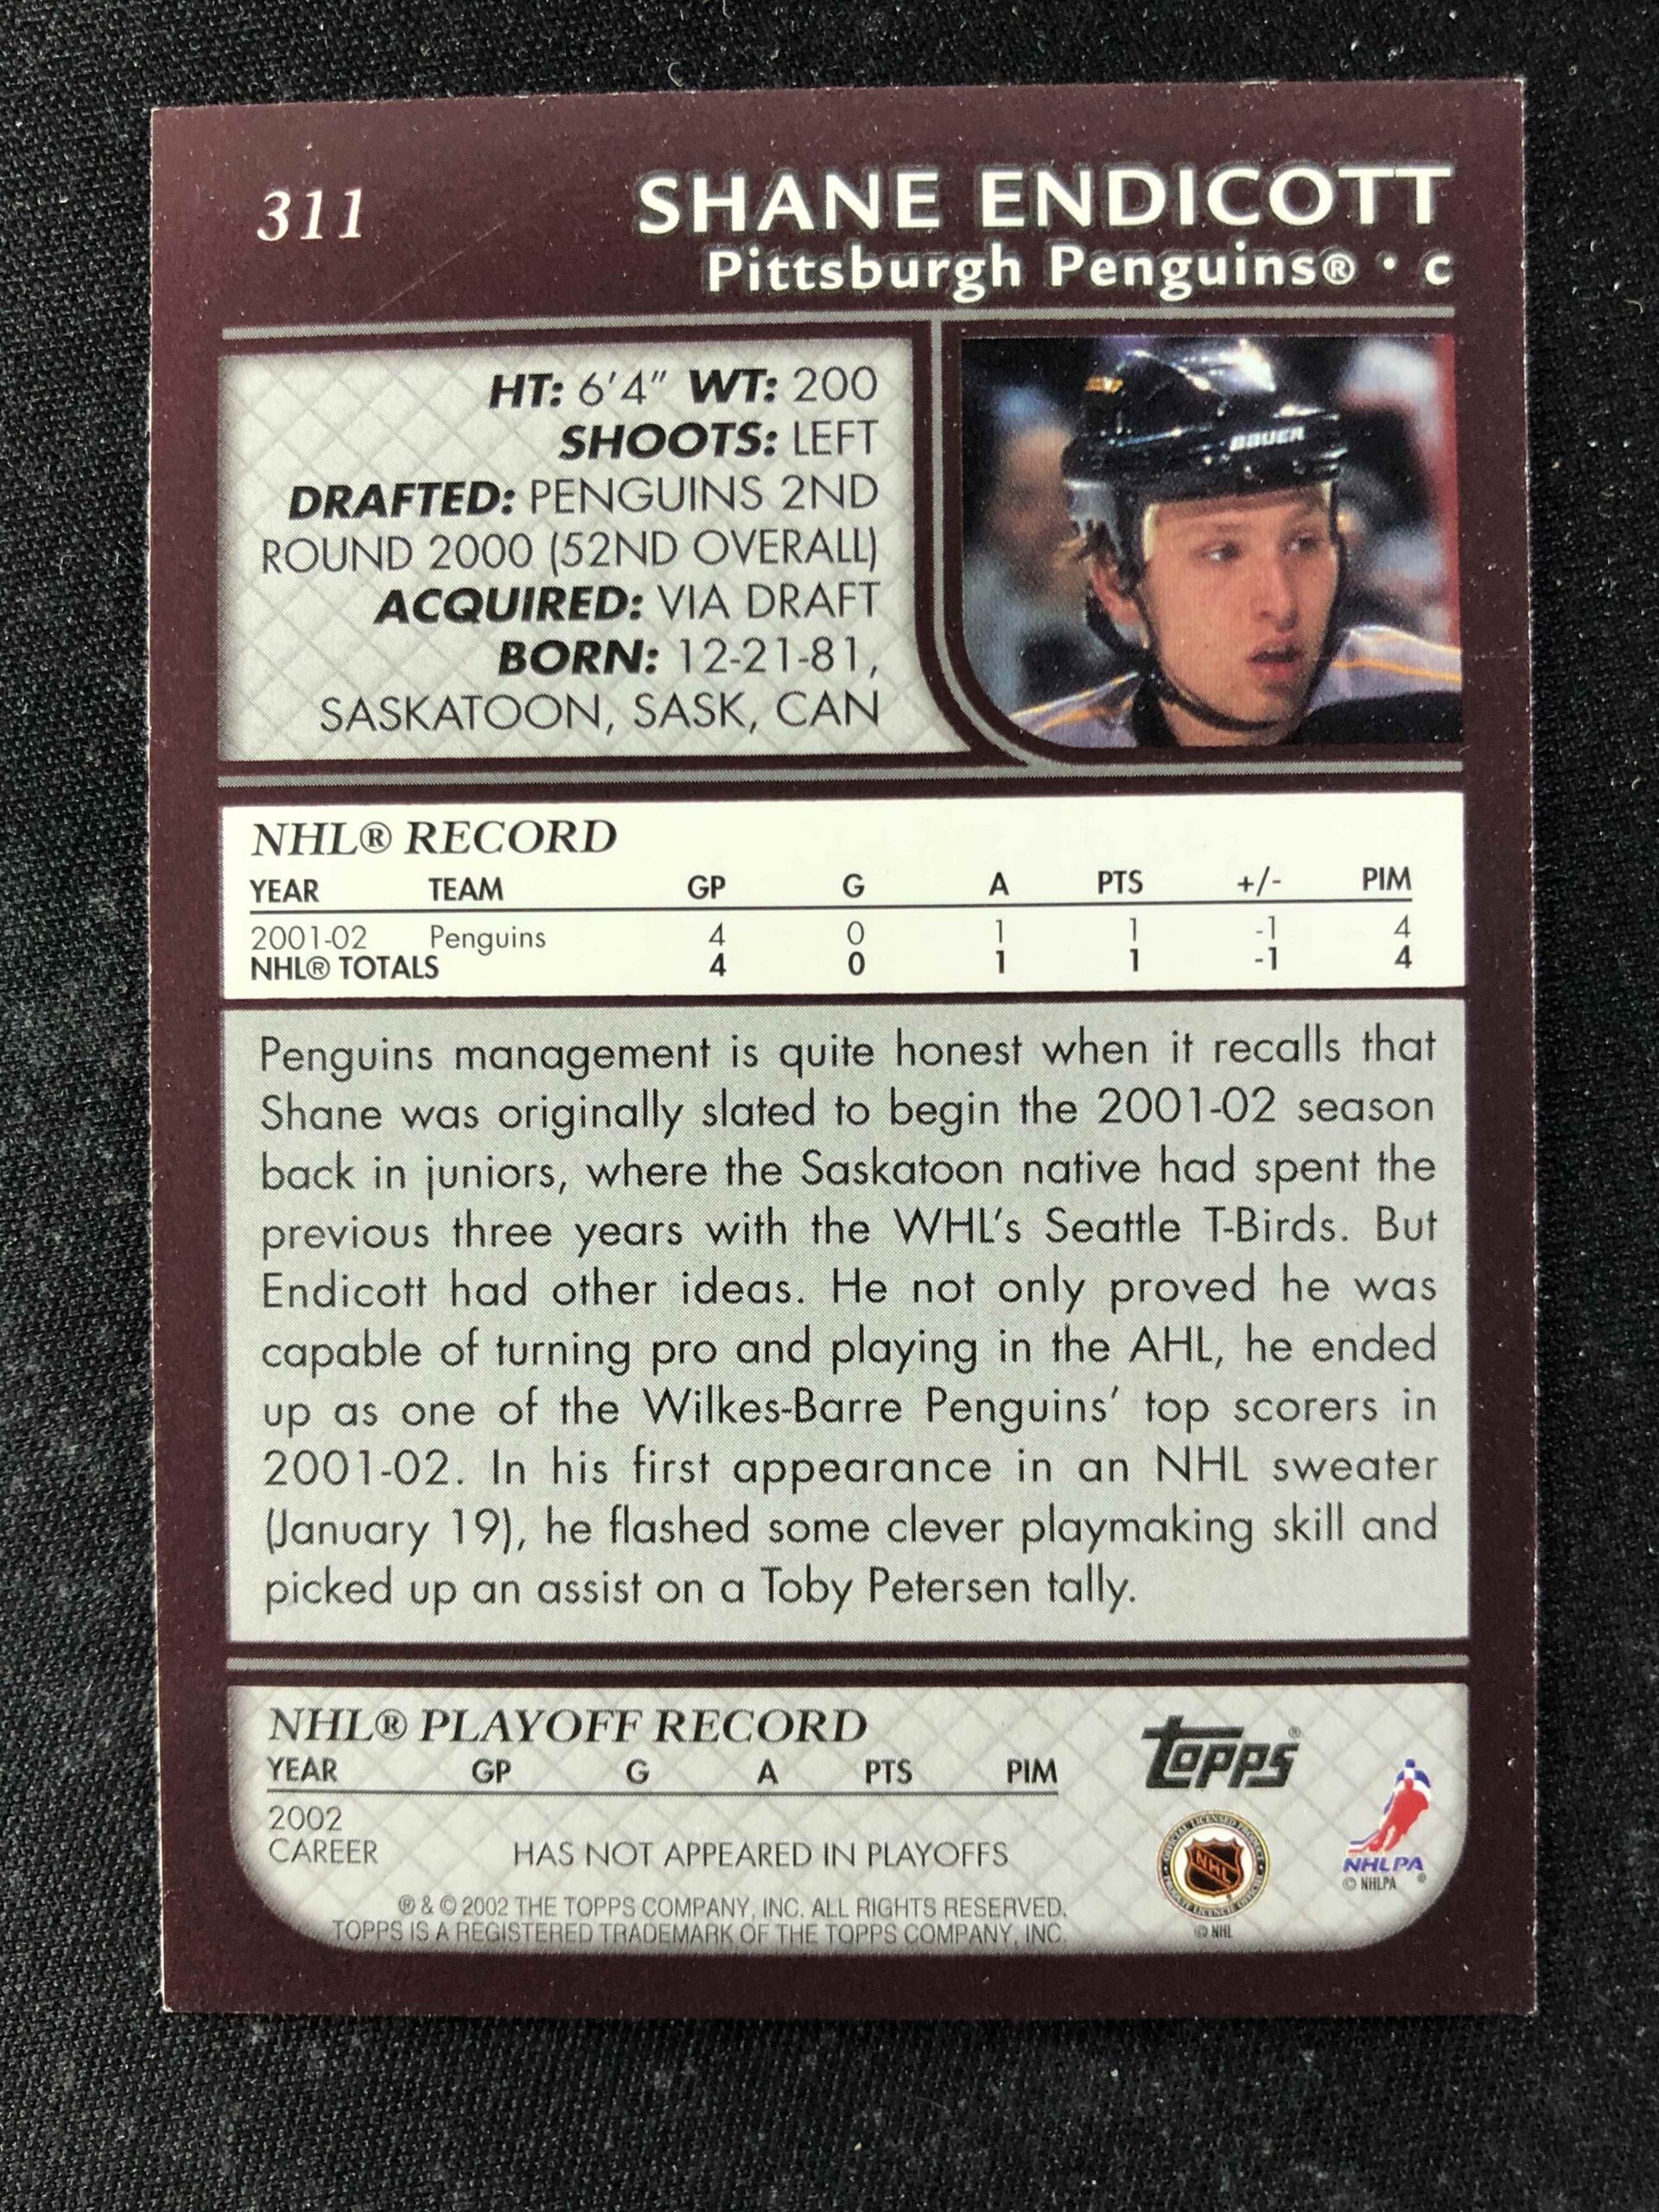 311
SHANE ENDICOTT
Pittsburgh Penguins® • C
HT: 6'4" WT: 200
SHOOTS: LEFT
DRAFTED: PENGUINS 2ND
ROUND 2000 (52ND OVERALL)
ACQUIRED: VIA DRAFT
BORN: 12-21-81,
SASKATOON, SASK, CAN
BAUER
NHL® RECORD
YEAR TEAM GP G A PTS +/- PIM
2001-02 Penguins 4 0 1 1 -1 4
NHL® TOTALS 4 0 1 1 -1 4
Penguins management is quite honest when it recalls that
Shane was originally slated to begin the 2001-02 season
back in juniors, where the Saskatoon native had spent the
previous three years with the WHL's Seattle T-Birds. But
Endicott had other ideas. He not only proved he was
capable of turning pro and playing in the AHL, he ended
up as one of the Wilkes-Barre Penguins' top scorers in
2001-02. In his first appearance in an NHL sweater
(January 19), he flashed some clever playmaking skill and
picked up an assist on a Toby Petersen tally.
NHL® PLAYOFF RECORD
YEAR GP G A PTS PIM
2002
CAREER HAS NOT APPEARED IN PLAYOFFS
® & © 2002 THE TOPPS COMPANY, INC. ALL RIGHTS RESERVED.
TOPPS IS A REGISTERED TRADEMARK OF THE TOPPS COMPANY, INC.
Topps®
NHL
© NHL
NHLPA®
© NHLPA